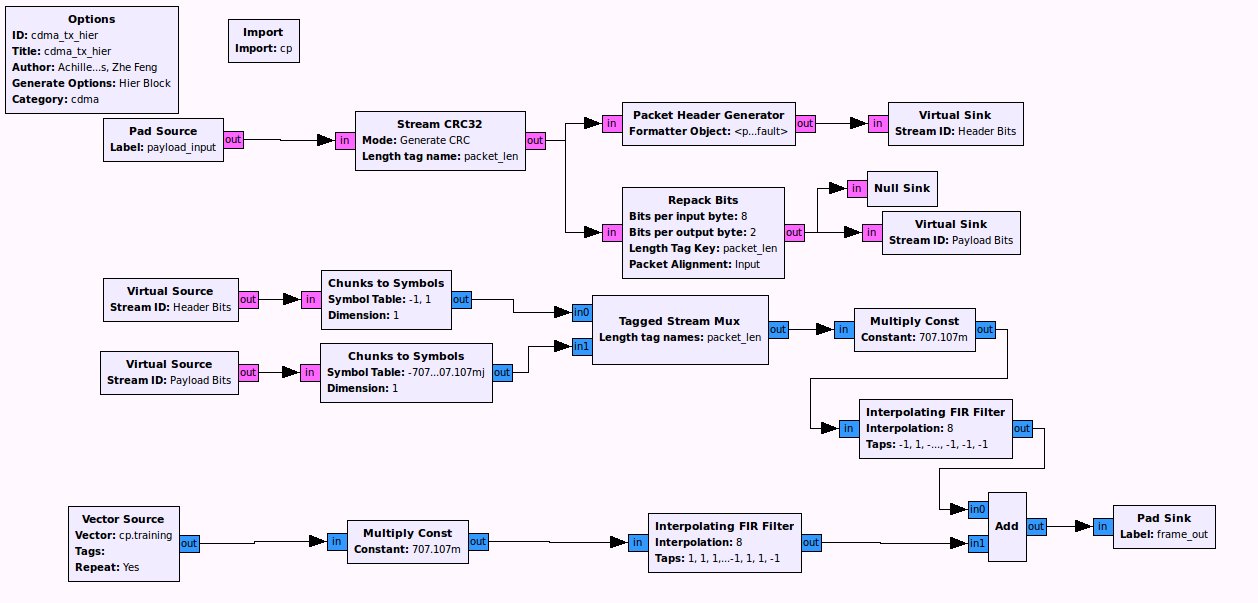 Options
ID: cdma_tx_hier
Title: cdma_tx_hier
Author: Achille...s, Zhe Feng
Generate Options: Hier Block
Category: cdma
Import
Import: cp
Pad Source
Label: payload_input
out
in
Stream CRC32
Mode: Generate CRC
Length tag name: packet_len
out
in
Packet Header Generator
Formatter Object: <p...fault>
out
in
Virtual Sink
Stream ID: Header Bits
in
Repack Bits
Bits per input byte: 8
Bits per output byte: 2
Length Tag Key: packet_len
Packet Alignment: Input
out
in
Null Sink
in
Virtual Sink
Stream ID: Payload Bits
Virtual Source
Stream ID: Header Bits
out
in
Chunks to Symbols
Symbol Table: -1, 1
Dimension: 1
out
Virtual Source
Stream ID: Payload Bits
out
in
Chunks to Symbols
Symbol Table: -707...07.107mj
Dimension: 1
out
in0
in1
Tagged Stream Mux
Length tag names: packet_len
out
in
Multiply Const
Constant: 707.107m
out
in
Interpolating FIR Filter
Interpolation: 8
Taps: -1, 1, -..., -1, -1, -1
out
Vector Source
Vector: cp.training
Tags:
Repeat: Yes
out
in
Multiply Const
Constant: 707.107m
out
in
Interpolating FIR Filter
Interpolation: 8
Taps: 1, 1, 1,...-1, 1, 1, -1
out
in0
in1
Add
out
in
Pad Sink
Label: frame_out